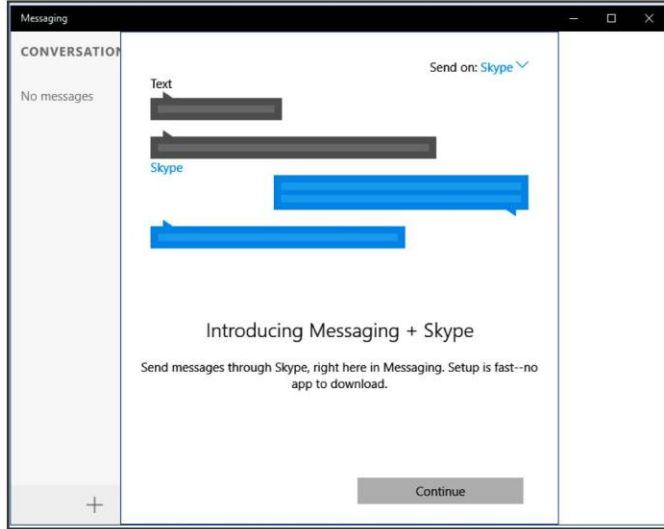 Messaging
CONVERSATION
No messages
Send on: Skype
Text
Skype
Introducing Messaging + Skype
Send messages through Skype, right here in Messaging. Setup is fast--no
app to download.
Continue